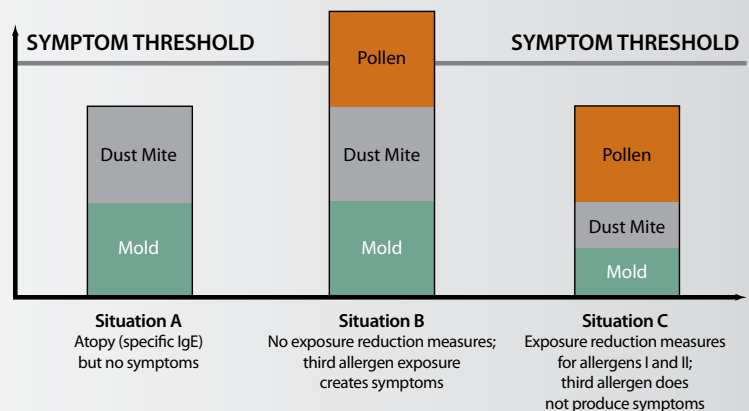 SYMPTOM THRESHOLD
SYMPTOM THRESHOLD
Pollen
Dust Mite
Dust Mite
Pollen
Mold
Mold
Dust Mite
Mold
Situation A
Atopy (specific IgE)
but no symptoms
Situation B
No exposure reduction measures;
third allergen exposure
creates symptoms
Situation C
Exposure reduction measures
for allergens I and II;
third allergen does
not produce symptoms